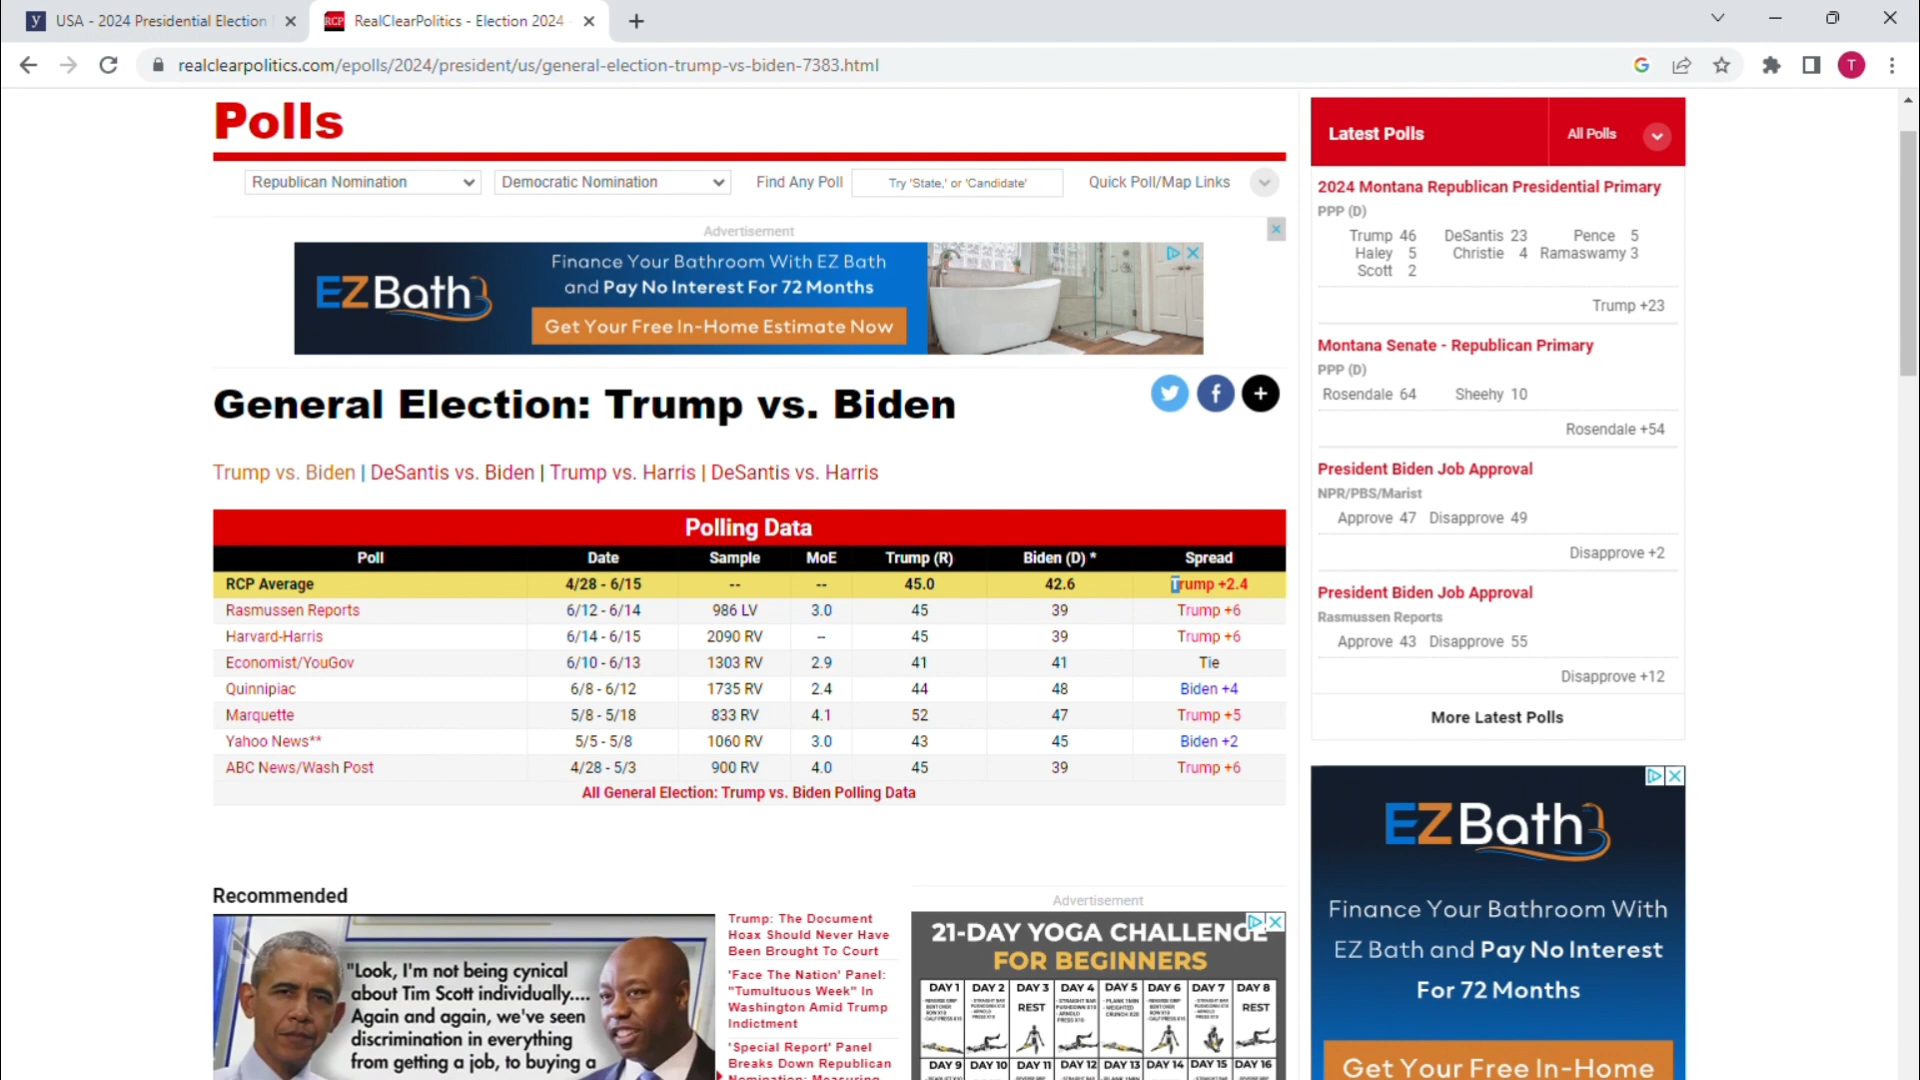 USA - 2024 Presidential Election
RealClearPolitics - Election 2024 -
realclearpolitics.com/epolls/2024/president/us/general-election-trump-vs-biden-7383.html
T
Polls
Republican Nomination
Democratic Nomination
Find Any Poll
Try 'State,' or 'Candidate'
Quick Poll/Map Links
Advertisement
EZBath
Finance Your Bathroom With EZ Bath
and Pay No Interest For 72 Months
Get Your Free In-Home Estimate Now
General Election: Trump vs. Biden
Trump vs. Biden | DeSantis vs. Biden | Trump vs. Harris | DeSantis vs. Harris
Polling Data
Poll Date Sample MoE Trump (R) Biden (D) * Spread
RCP Average 4/28 - 6/15 -- -- 45.0 42.6 Trump +2.4
Rasmussen Reports 6/12 - 6/14 986 LV 3.0 45 39 Trump +6
Harvard-Harris 6/14 - 6/15 2090 RV -- 45 39 Trump +6
Economist/YouGov 6/10 - 6/13 1303 RV 2.9 41 41 Tie
Quinnipiac 6/8 - 6/12 1735 RV 2.4 44 48 Biden +4
Marquette 5/8 - 5/18 833 RV 4.1 52 47 Trump +5
Yahoo News** 5/5 - 5/8 1060 RV 3.0 43 45 Biden +2
ABC News/Wash Post 4/28 - 5/3 900 RV 4.0 45 39 Trump +6
All General Election: Trump vs. Biden Polling Data
Recommended
"Look, I'm not being cynical
about Tim Scott individually....
Again and again, we've seen
discrimination in everything
from getting a job, to buying a
Trump: The Document
Hoax Should Never Have
Been Brought To Court
'Face The Nation' Panel:
"Tumultuous Week" In
Washington Amid Trump
Indictment
'Special Report' Panel
Breaks Down Republican
Nomination: Measuring
Advertisement
21-DAY YOGA CHALLENGE
FOR BEGINNERS
DAY 1 DAY 2 DAY 3 DAY 4 DAY 5 DAY 6 DAY 7 DAY 8
REST REST
DAY 9 DAY 10 DAY 11 DAY 12 DAY 13 DAY 14 DAY 15 DAY 16
Latest Polls
All Polls
2024 Montana Republican Presidential Primary
PPP (D)
Trump 46 DeSantis 23 Pence 5
Haley 5 Christie 4 Ramaswamy 3
Scott 2
Trump +23
Montana Senate - Republican Primary
PPP (D)
Rosendale 64 Sheehy 10
Rosendale +54
President Biden Job Approval
NPR/PBS/Marist
Approve 47 Disapprove 49
Disapprove +2
President Biden Job Approval
Rasmussen Reports
Approve 43 Disapprove 55
Disapprove +12
More Latest Polls
EZBath
Finance Your Bathroom With
EZ Bath and Pay No Interest
For 72 Months
Get Your Free In-Home